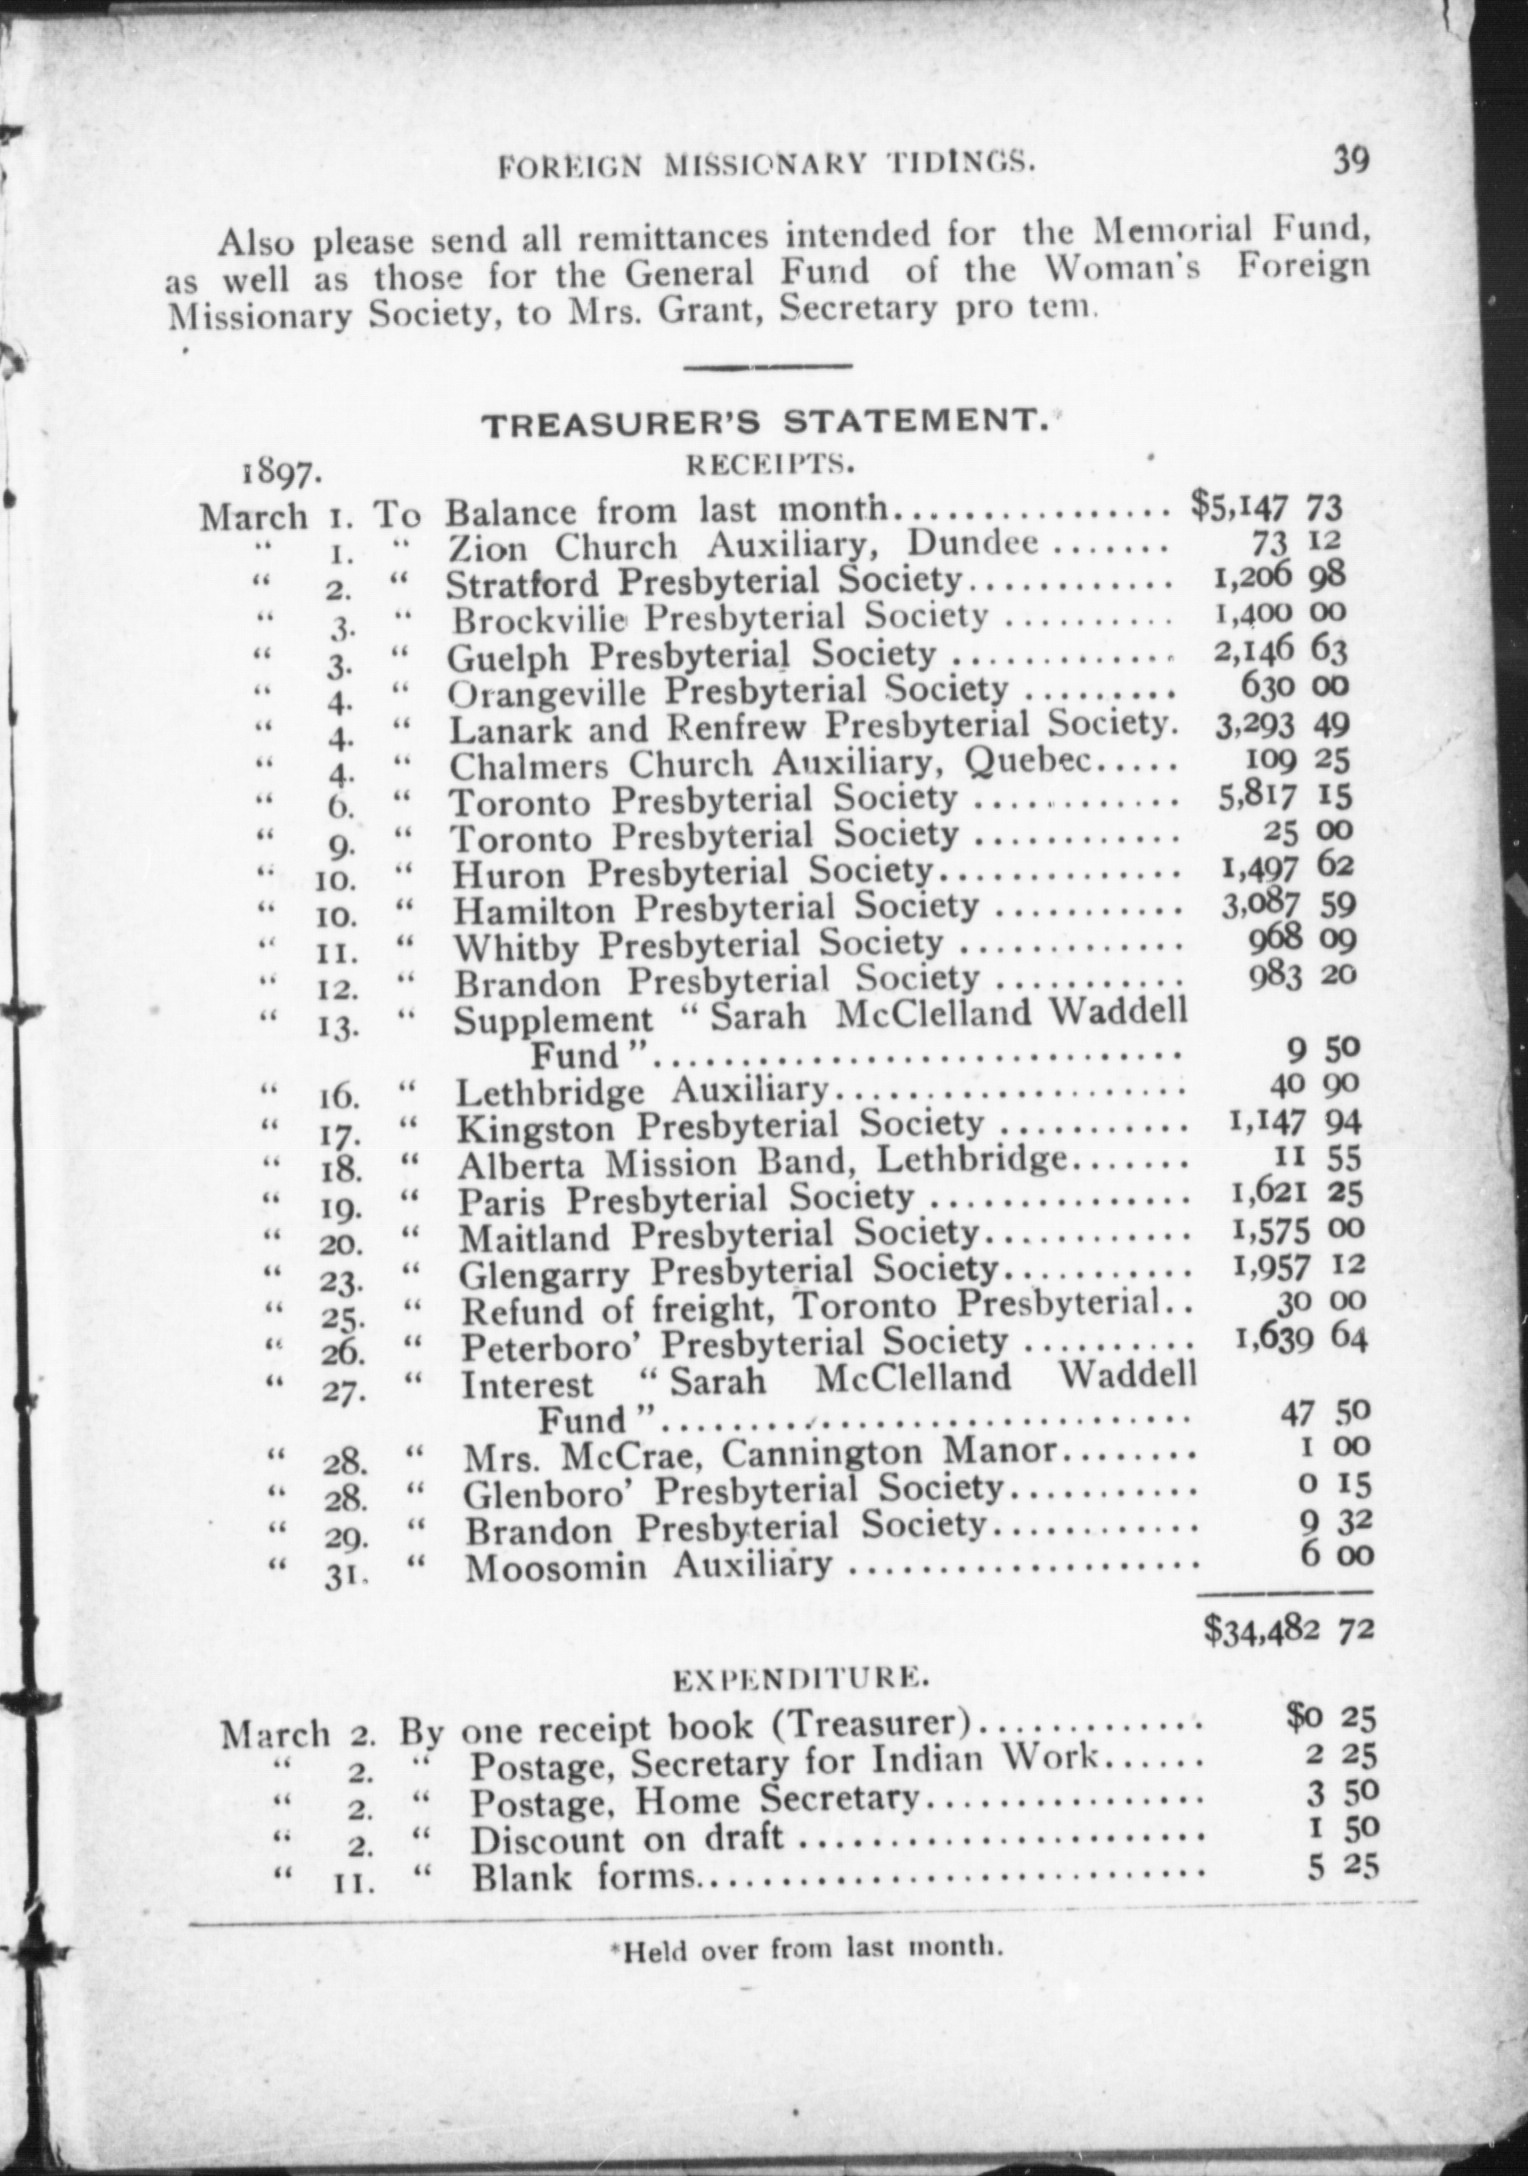 FOREIGN MISSIONARY TIDINGS. 39
Also please send all remittances intended for the Memorial Fund,
as well as those for the General Fund of the Woman's Foreign
Missionary Society, to Mrs. Grant, Secretary pro tem.
TREASURER'S STATEMENT.*
1897. RECEIPTS.
March 1. To Balance from last month................ $5,147 73
“ 1. “ Zion Church Auxiliary, Dundee ....... 73 12
“ 2. “ Stratford Presbyterial Society............ 1,206 98
“ 3. “ Brockville Presbyterial Society .......... 1,400 00
“ 3. “ Guelph Presbyterial Society ............. 2,146 63
“ 4. “ Orangeville Presbyterial Society ......... 630 00
“ 4. “ Lanark and Renfrew Presbyterial Society. 3,293 49
“ 4. “ Chalmers Church Auxiliary, Quebec..... 109 25
“ 6. “ Toronto Presbyterial Society ............ 5,817 15
“ 9. “ Toronto Presbyterial Society ............ 25 00
“ 10. “ Huron Presbyterial Society.............. 1,497 62
“ 10. “ Hamilton Presbyterial Society ........... 3,087 59
“ 11. “ Whitby Presbyterial Society ............. 968 09
“ 12. “ Brandon Presbyterial Society ........... 983 20
“ 13. “ Supplement “Sarah McClelland Waddell
Fund”.............................. 9 50
“ 16. “ Lethbridge Auxiliary.................... 40 90
“ 17. “ Kingston Presbyterial Society ........... 1,147 94
“ 18. “ Alberta Mission Band, Lethbridge....... 11 55
“ 19. “ Paris Presbyterial Society ............... 1,621 25
“ 20. “ Maitland Presbyterial Society............ 1,575 00
“ 23. “ Glengarry Presbyterial Society........... 1,957 12
“ 25. “ Refund of freight, Toronto Presbyterial.. 30 00
“ 26. “ Peterboro' Presbyterial Society .......... 1,639 64
“ 27. “ Interest “Sarah McClelland Waddell
Fund”.............................. 47 50
“ 28. “ Mrs. McCrae, Cannington Manor........ 1 00
“ 28. “ Glenboro' Presbyterial Society........... 0 15
“ 29. “ Brandon Presbyterial Society............ 9 32
“ 31. “ Moosomin Auxiliary .................... 6 00
$34,482 72
EXPENDITURE.
March 2. By one receipt book (Treasurer)............. $0 25
“ 2. “ Postage, Secretary for Indian Work...... 2 25
“ 2. “ Postage, Home Secretary................ 3 50
“ 2. “ Discount on draft ....................... 1 50
“ 11. “ Blank forms............................. 5 25
*Held over from last month.